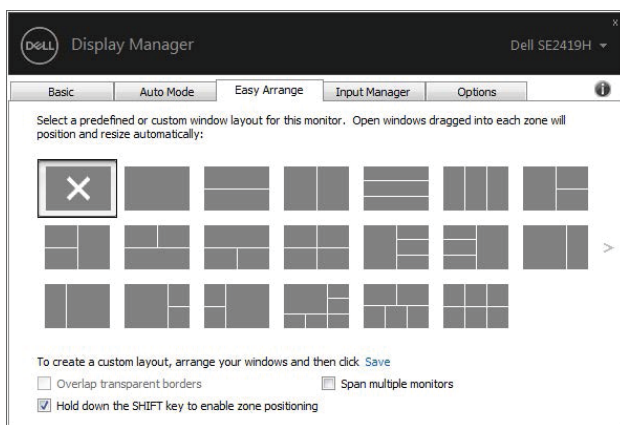 x
DELL Display Manager Dell SE2419H
Basic Auto Mode Easy Arrange Input Manager Options i
Select a predefined or custom window layout for this monitor. Open windows dragged into each zone will
position and resize automatically:
>
To create a custom layout, arrange your windows and then click Save
Overlap transparent borders Span multiple monitors
Hold down the SHIFT key to enable zone positioning